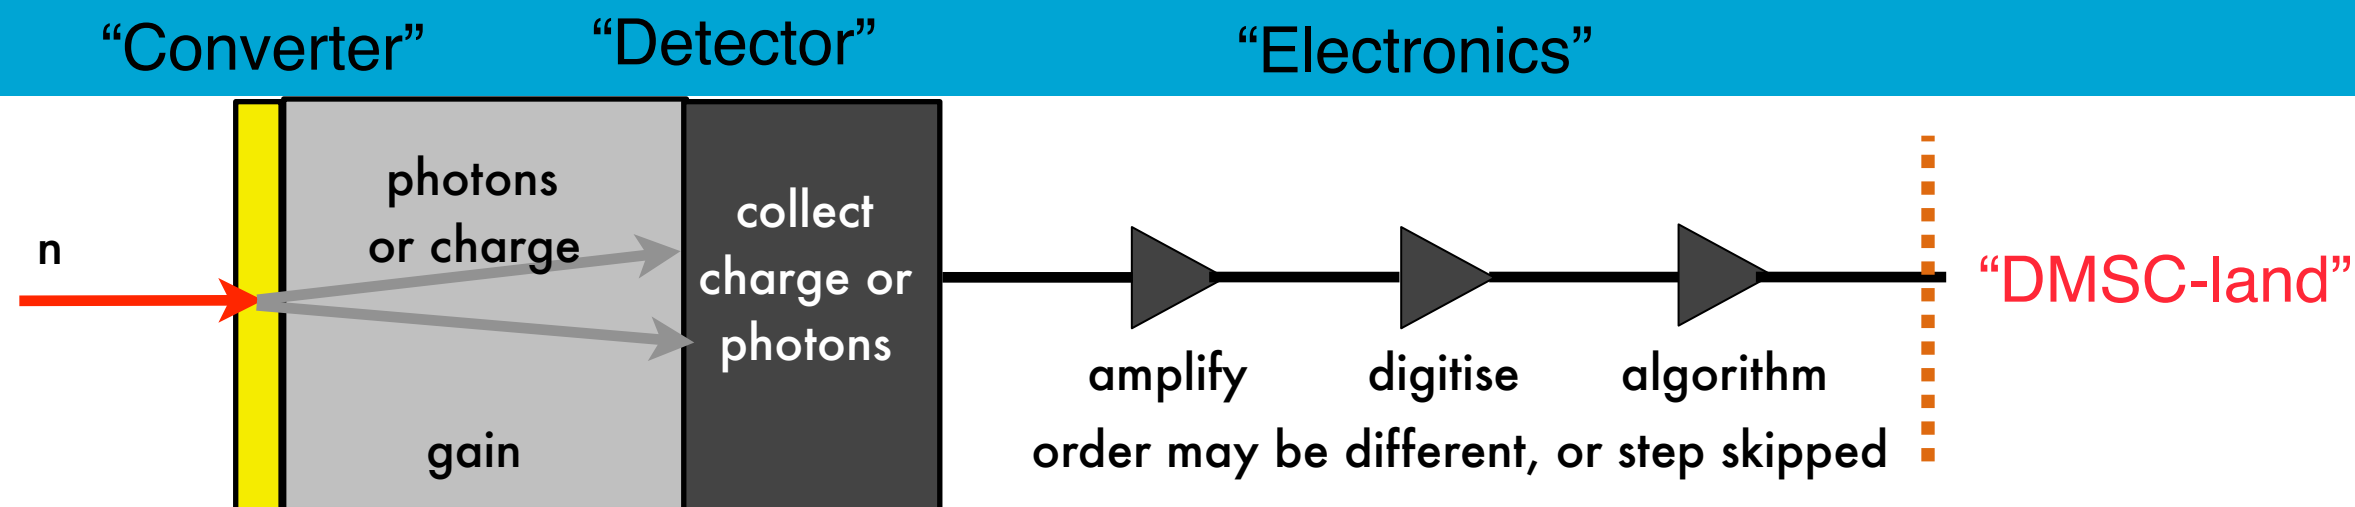 “Converter”
“Detector”
“Electronics”
n
photons
or charge
gain
collect
charge or
photons
amplify
digitise
algorithm
order may be different, or step skipped
“DMSC-land”